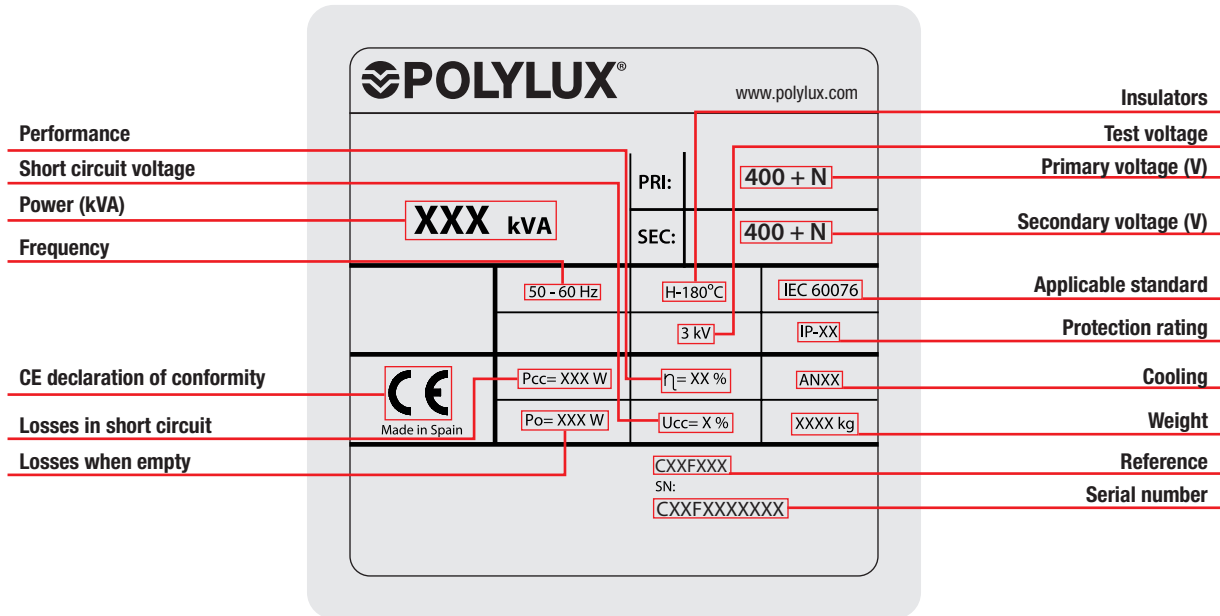 POLYLUX®
www.polylux.com
Performance
Short circuit voltage
Power (kVA)
Frequency
CE declaration of conformity
Losses in short circuit
Losses when empty
XXX kVA
PRI: 400 + N
SEC: 400 + N
50 - 60 Hz H-180°C IEC 60076
3 kV IP-XX
CE
Made in Spain
Pcc= XXX W η= XX % ANXX
Po= XXX W Ucc= X % XXXX kg
CXXFXXX
SN:
CXXFXXXXXXX
Insulators
Test voltage
Primary voltage (V)
Secondary voltage (V)
Applicable standard
Protection rating
Cooling
Weight
Reference
Serial number